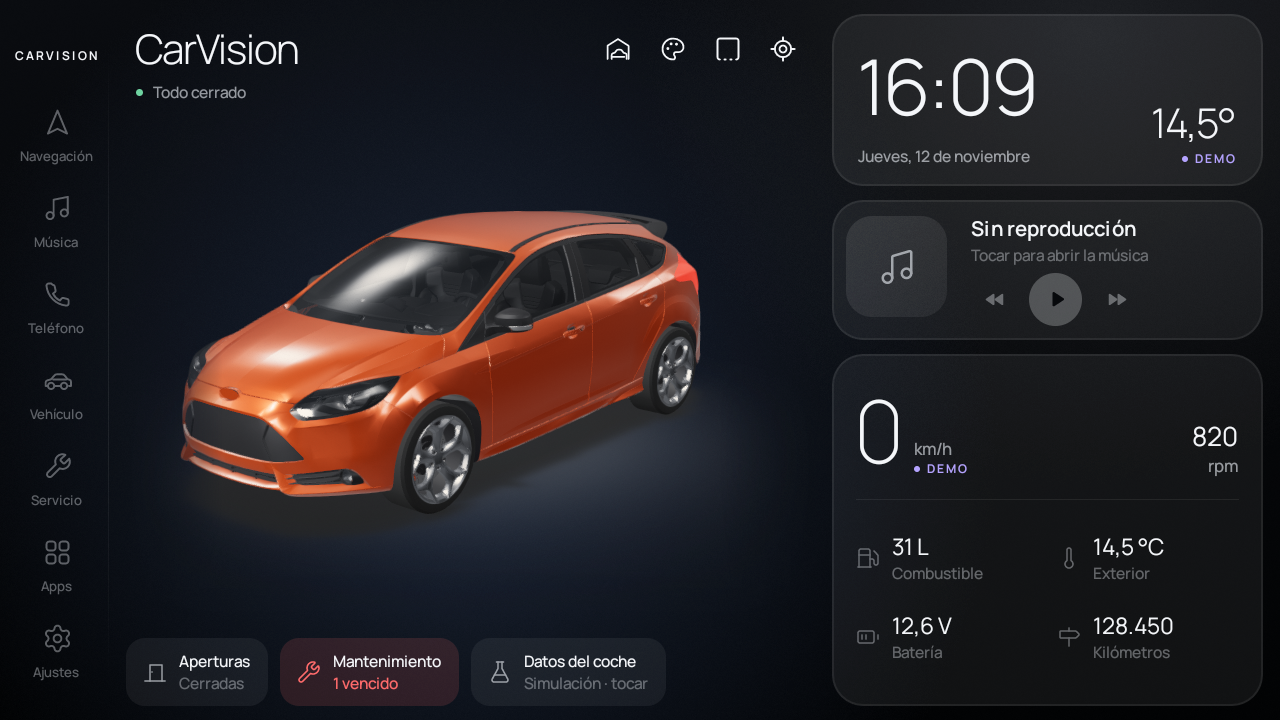 CARVISION
Navegación
Música
Teléfono
Vehículo
Servicio
Apps
Ajustes
CarVision
Todo cerrado
Aperturas
Cerradas
Mantenimiento
1 vencido
Datos del coche
Simulación · tocar
16:09
14,5°
Jueves, 12 de noviembre
DEMO
Sin reproducción
Tocar para abrir la música
0
km/h
DEMO
820
rpm
31 L
Combustible
14,5 °C
Exterior
12,6 V
Batería
128.450
Kilómetros